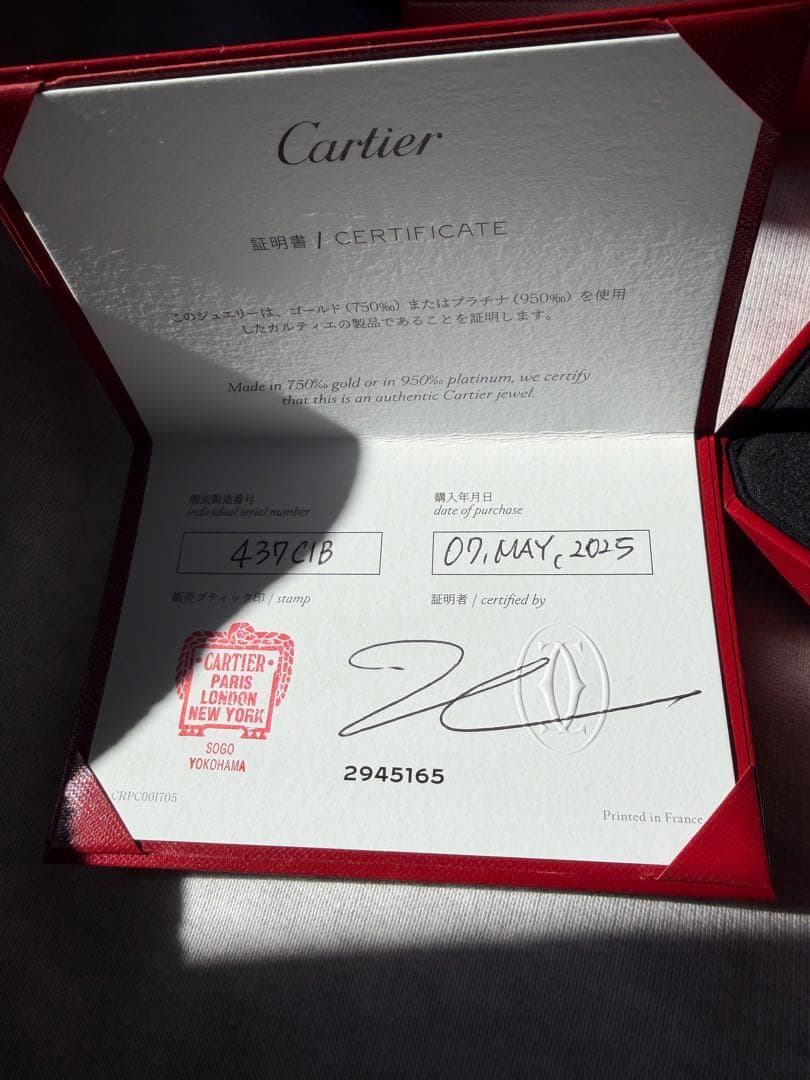 Cartier
証明書 / CERTIFICATE
このジュエリーは、ゴールド（750‰）またはプラチナ（950‰）を使用
したカルティエの製品であることを証明します。
Made in 750‰ gold or in 950‰ platinum, we certify
that this is an authentic Cartier jewel.
個別製造番号
individual serial number
437CIB
購入年月日
date of purchase
07, MAY, 2025
販売ブティック印 / stamp
証明者 / certified by
• CARTIER •
PARIS
LONDON
NEW YORK
SOGO
YOKOHAMA
2945165
CRPC001705
Printed in France